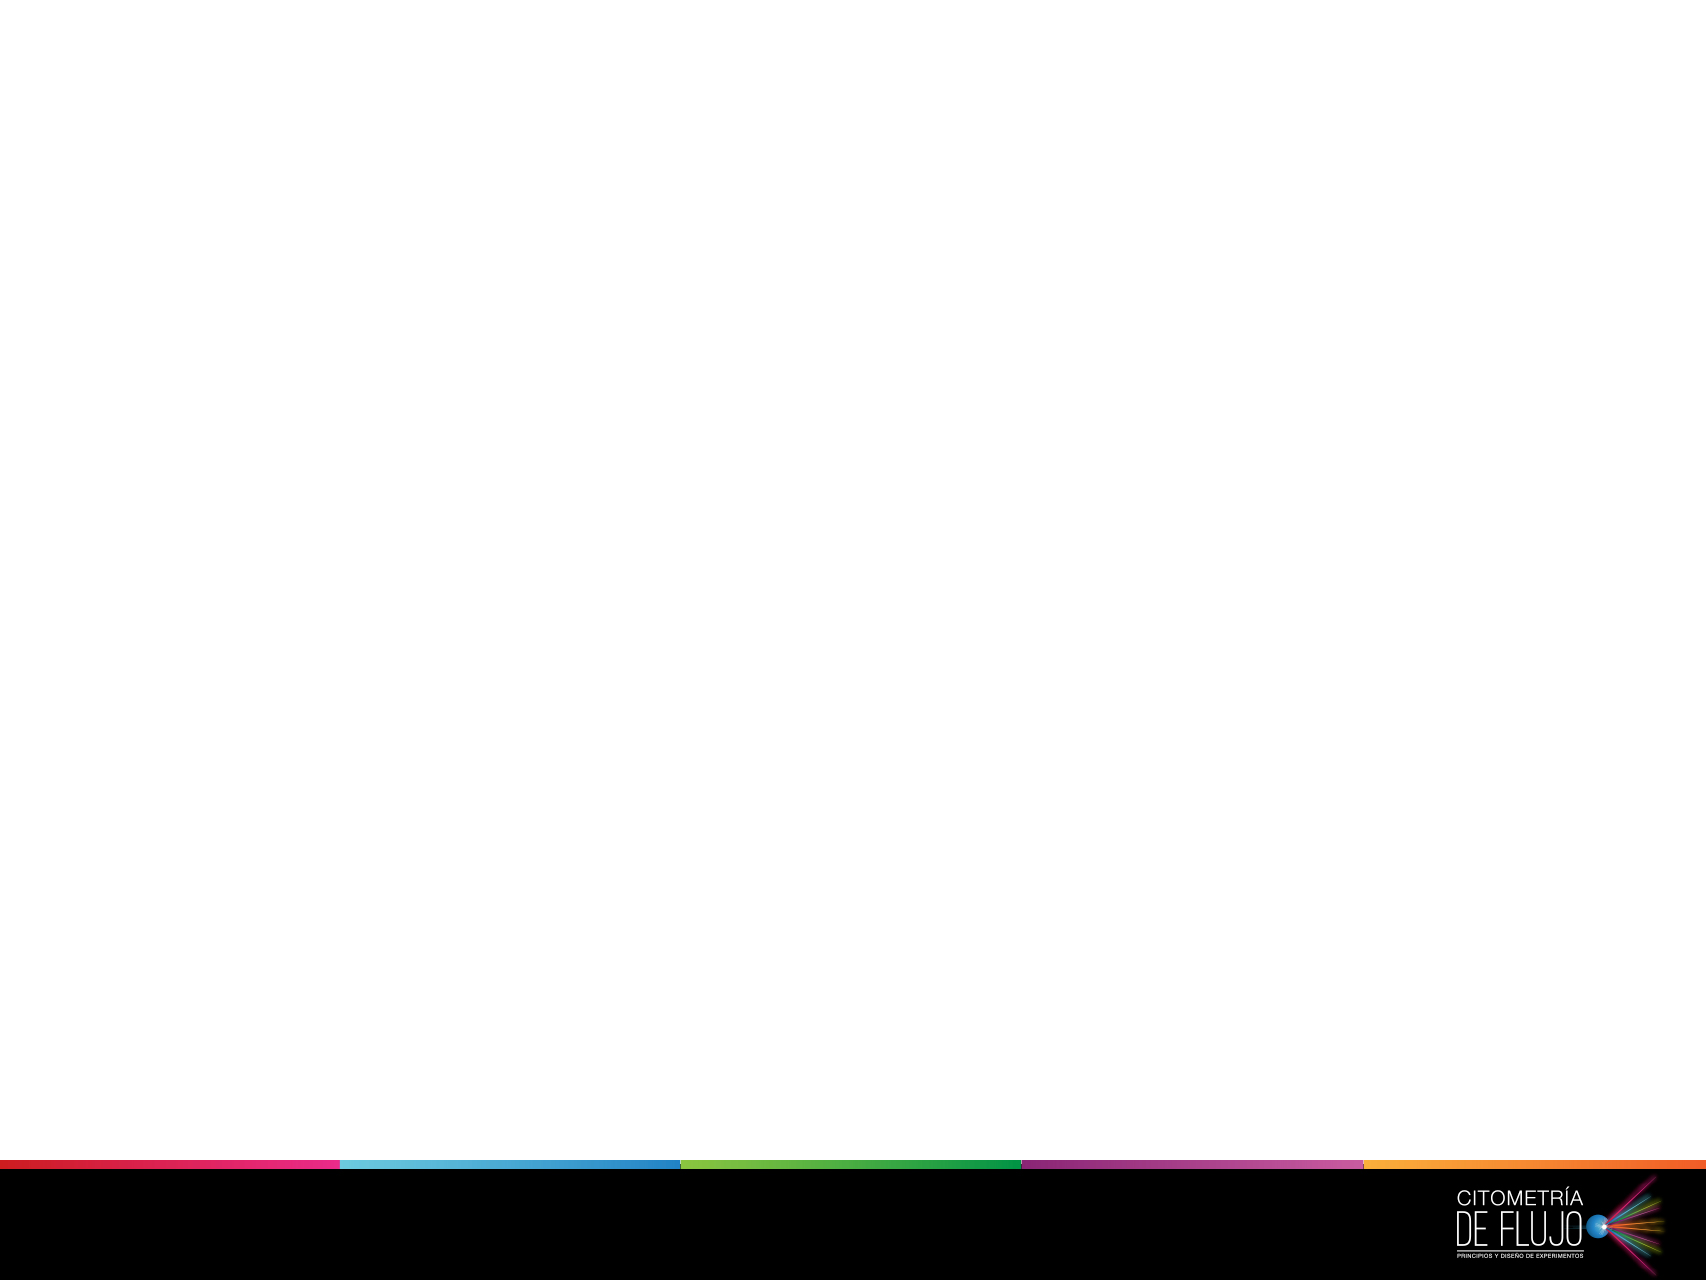 CITOMETRÍA
DE FLUJO
PRINCIPIOS Y DISEÑO DE EXPERIMENTOS